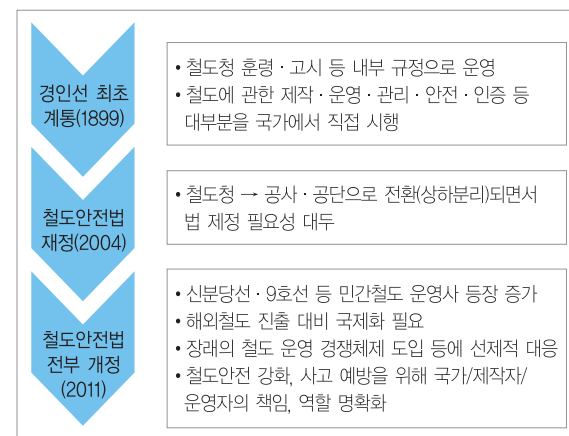 경인선 최초
계통(1899)
• 철도청 훈령 · 고시 등 내부 규정으로 운영
• 철도에 관한 제작 · 운영 · 관리 · 안전 · 인증 등
대부분을 국가에서 직접 시행
철도안전법
재정(2004)
• 철도청 → 공사 · 공단으로 전환(상하분리)되면서
법 제정 필요성 대두
철도안전법
전부 개정
(2011)
• 신분당선 · 9호선 등 민간철도 운영사 등장 증가
• 해외철도 진출 대비 국제화 필요
• 장래의 철도 운영 경쟁체제 도입 등에 선제적 대응
• 철도안전 강화, 사고 예방을 위해 국가/제작자/
운영자의 책임, 역할 명확화